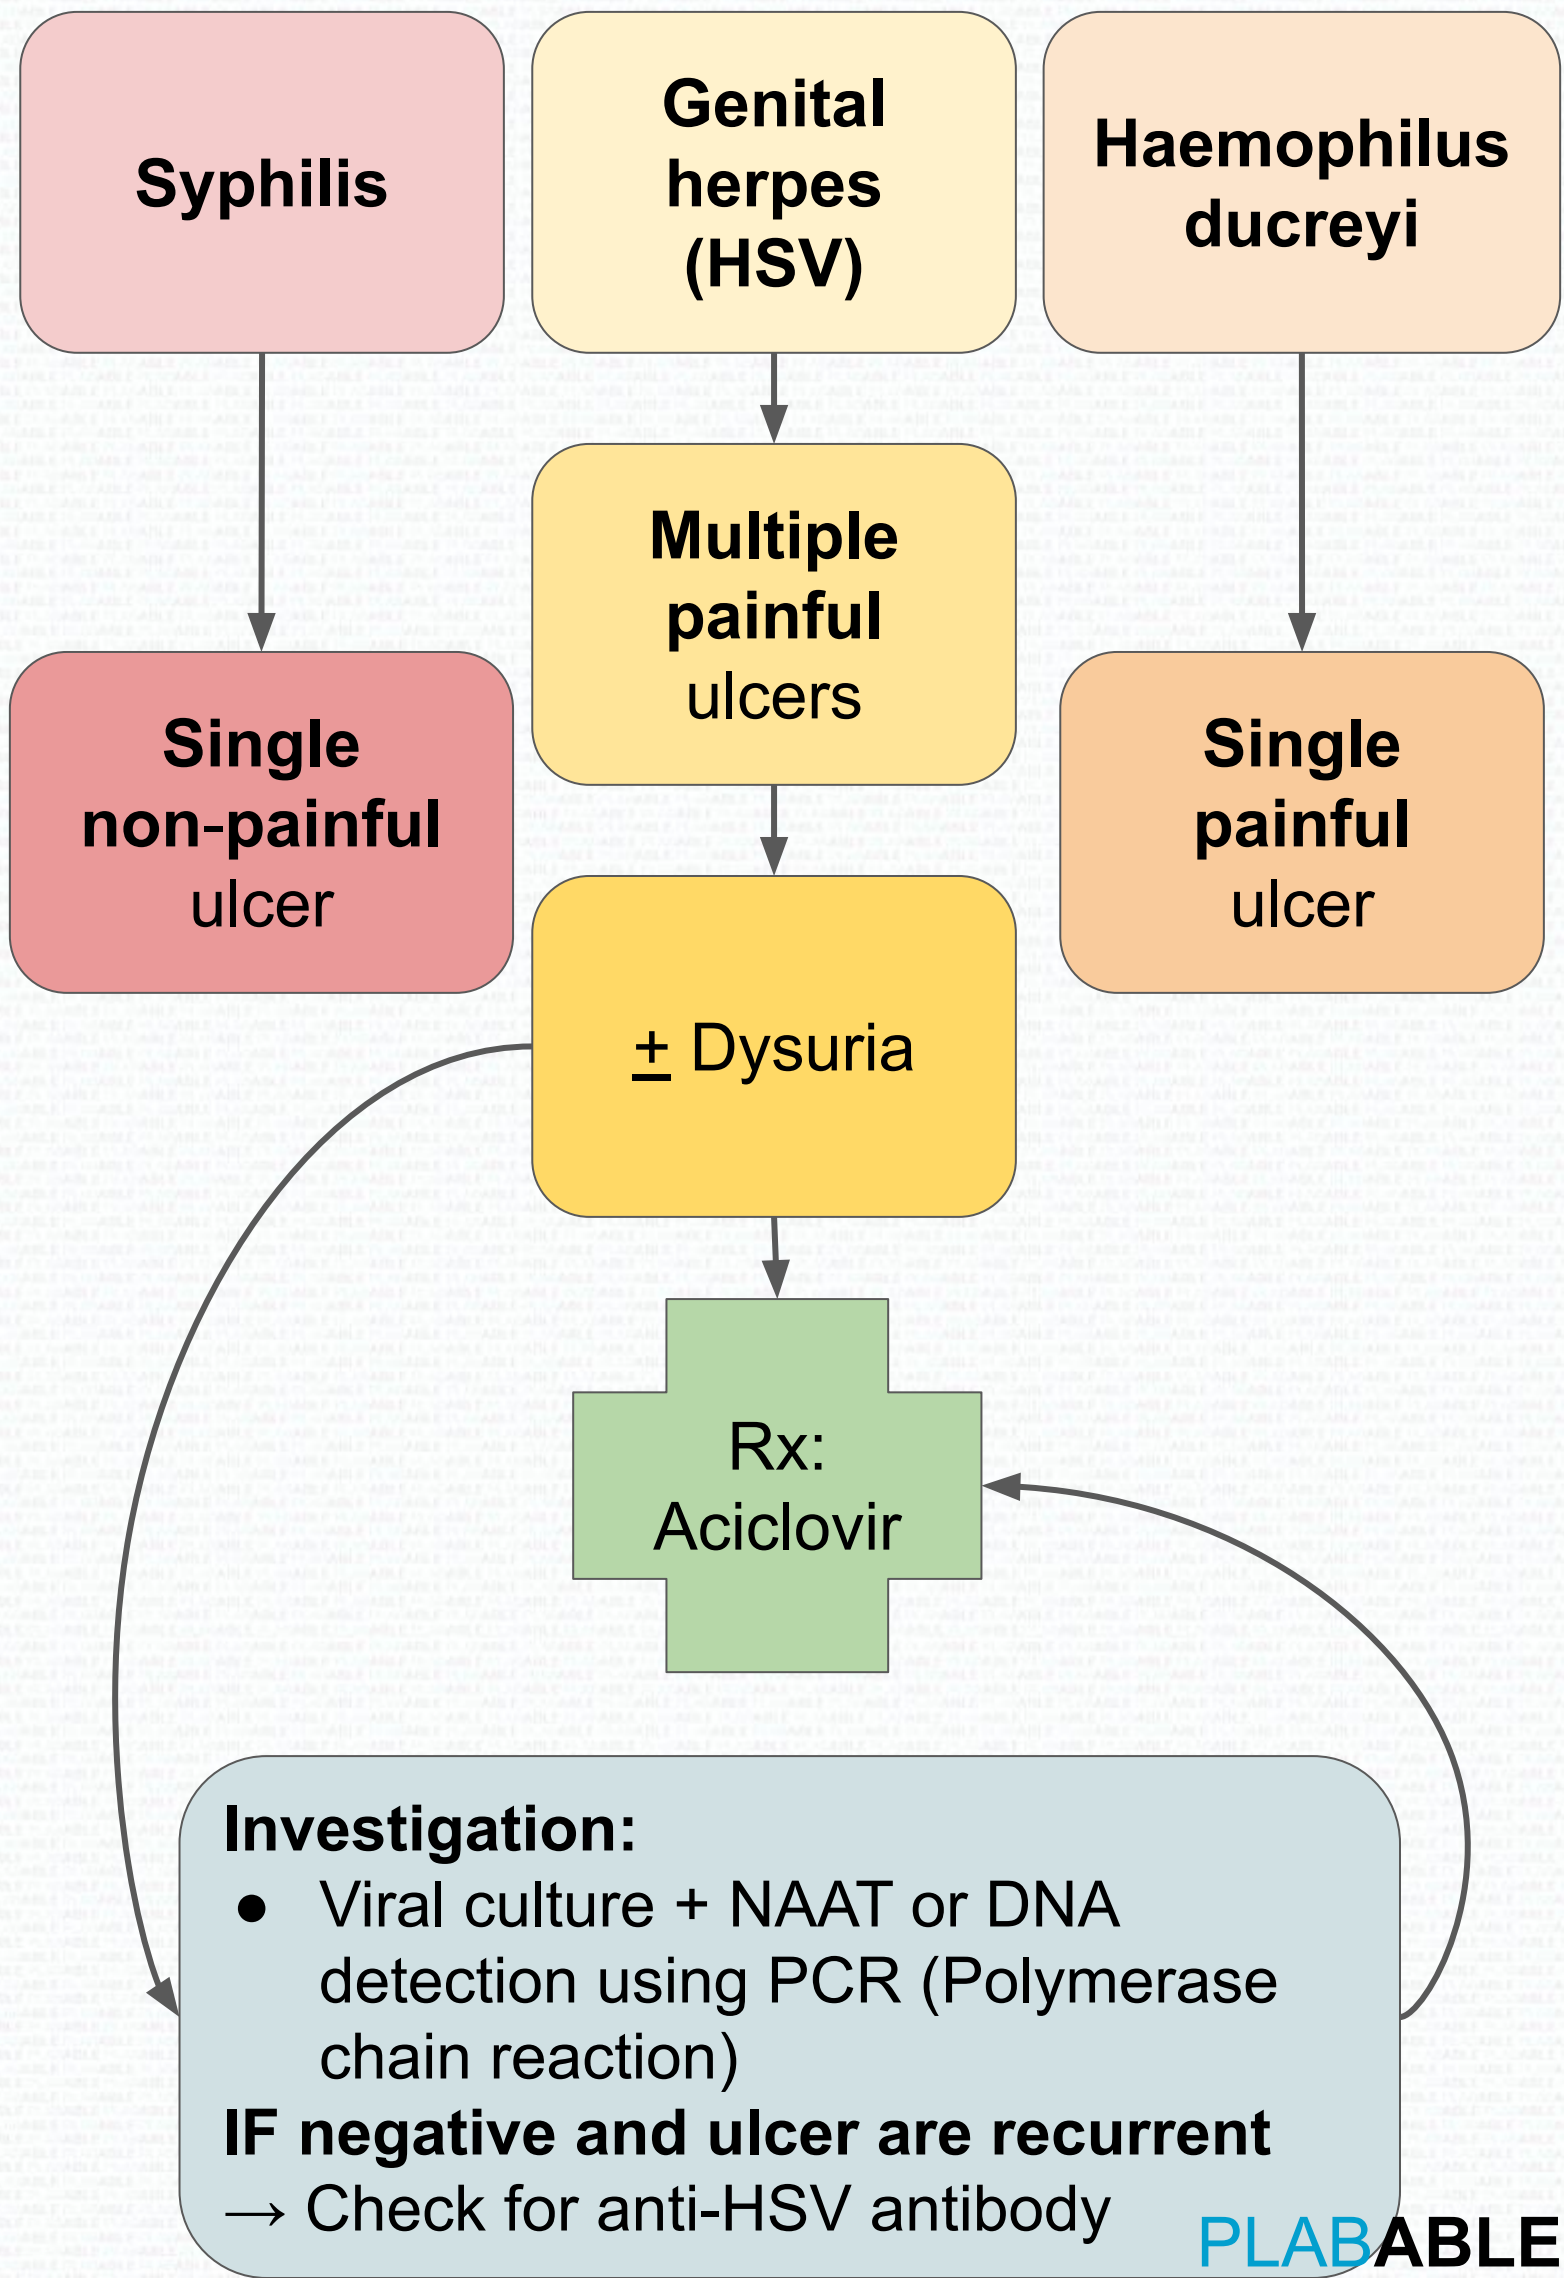 Syphilis
Genital
herpes
(HSV)
Haemophilus
ducreyi
Multiple
painful
ulcers
Single
non-painful
ulcer
Single
painful
ulcer
± Dysuria
Rx:
Aciclovir
Investigation:
● Viral culture + NAAT or DNA
detection using PCR (Polymerase
chain reaction)
IF negative and ulcer are recurrent
→ Check for anti-HSV antibody
PLABABLE